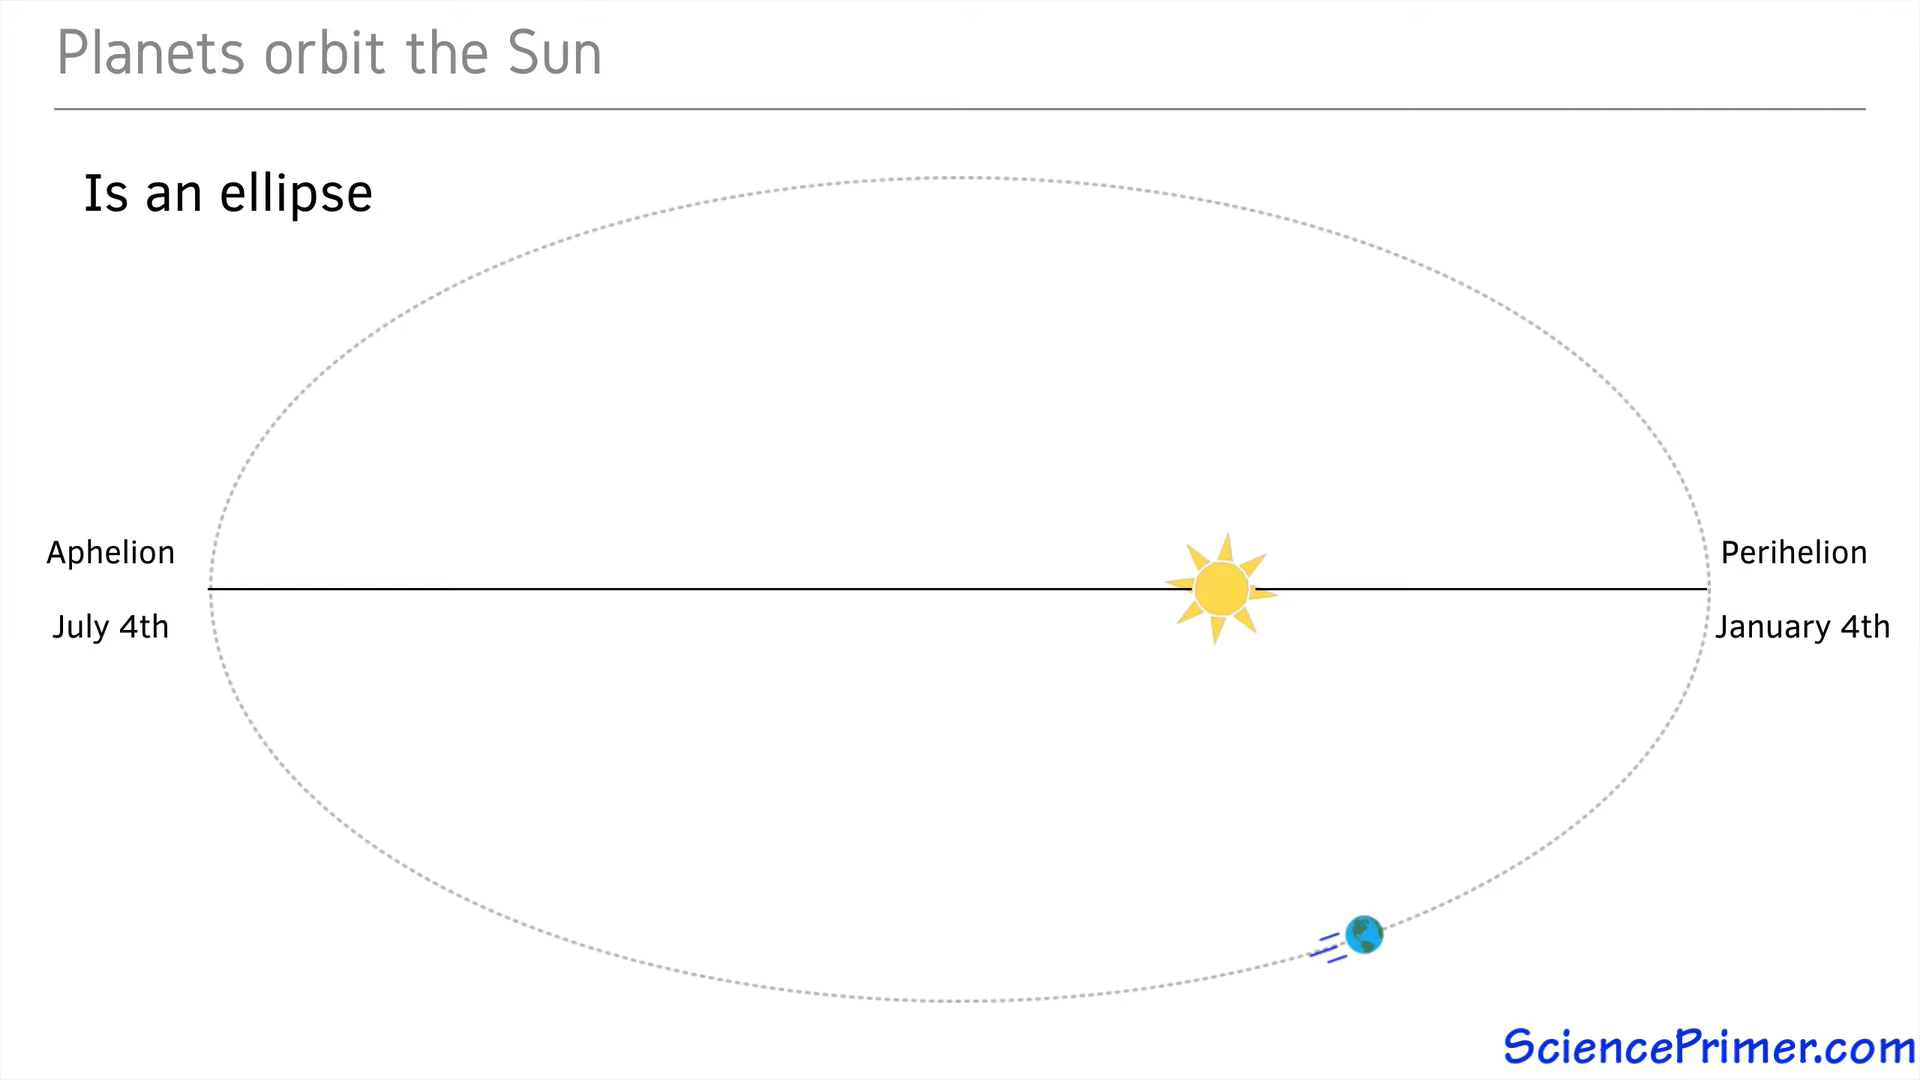 Planets orbit the Sun
Is an ellipse
Aphelion
July 4th
Perihelion
January 4th
SciencePrimer.com